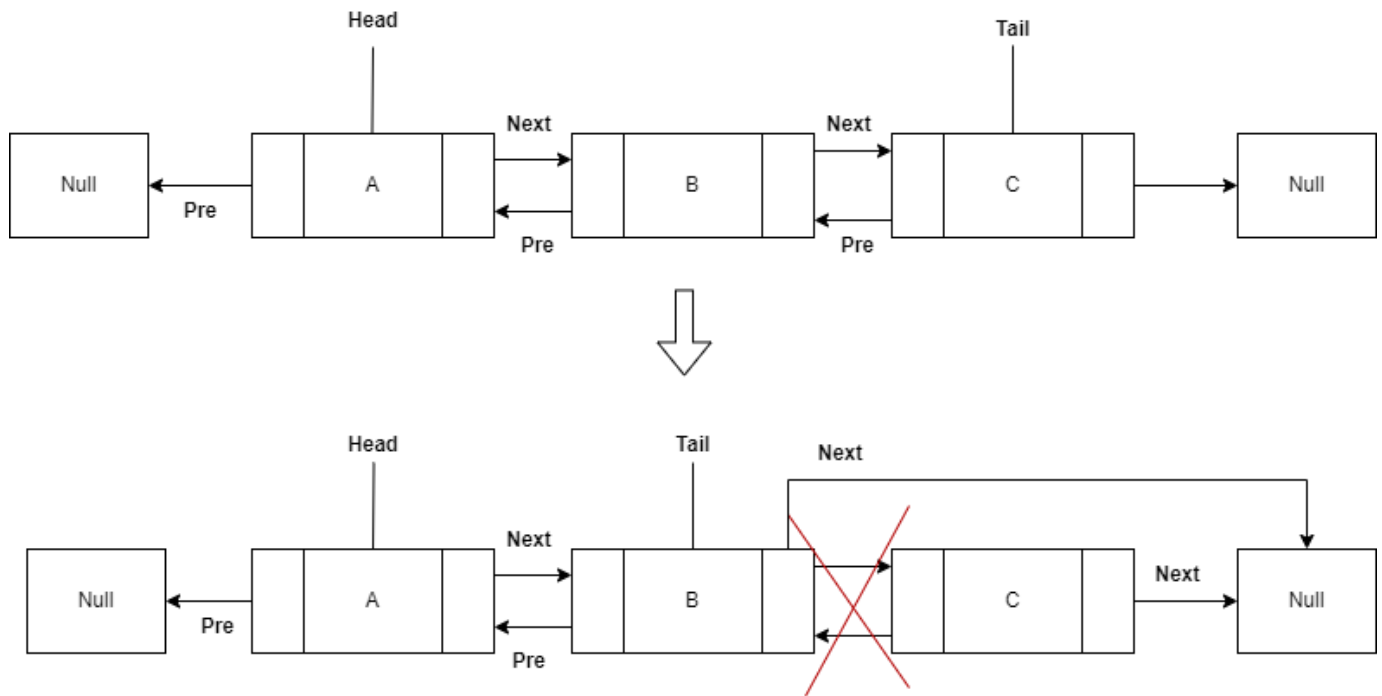 Head
Tail
Next
Next
Null
A
B
C
Null
Pre
Pre
Pre
Head
Tail
Next
Next
Next
Null
A
B
C
Null
Pre
Pre